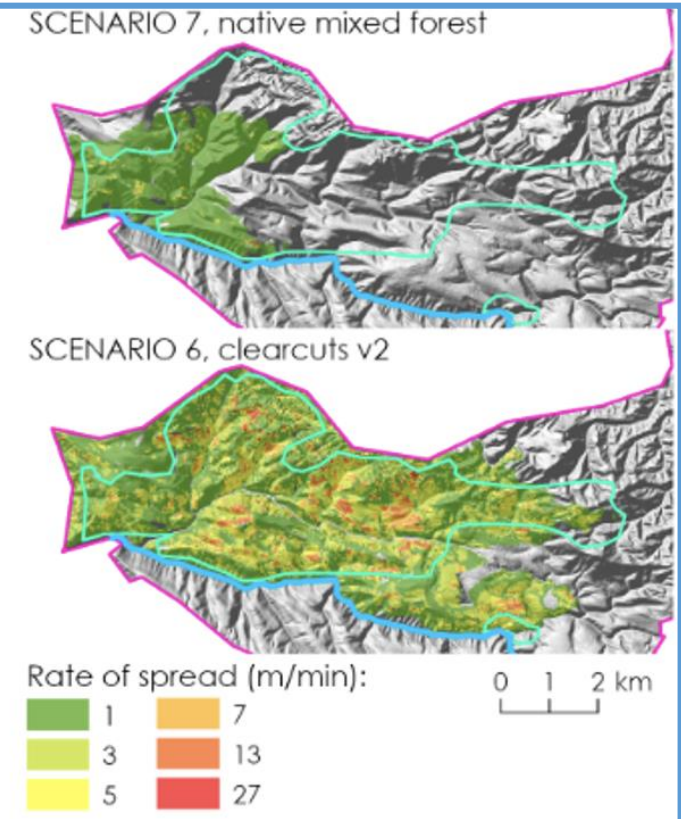 SCENARIO 7, native mixed forest
SCENARIO 6, clearcuts v2
Rate of spread (m/min):
0 1 2 km
1 7
3 13
5 27